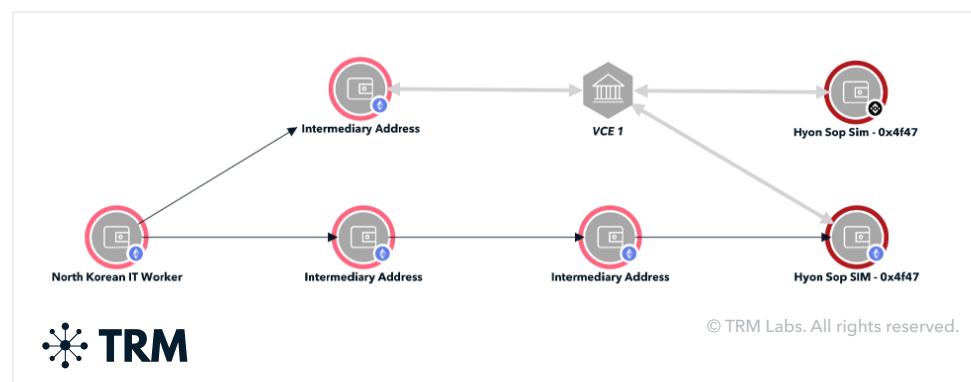 Intermediary Address
VCE 1
Hyon Sop Sim - 0x4f47
North Korean IT Worker
Intermediary Address
Intermediary Address
Hyon Sop SIM - 0x4f47
TRM
© TRM Labs. All rights reserved.